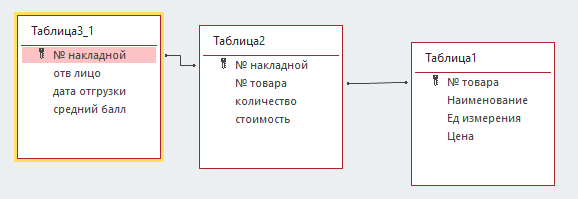 Таблица3_1
№ накладной
отв лицо
дата отгрузки
средний балл
Таблица2
№ накладной
№ товара
количество
стоимость
Таблица1
№ товара
Наименование
Ед измерения
Цена